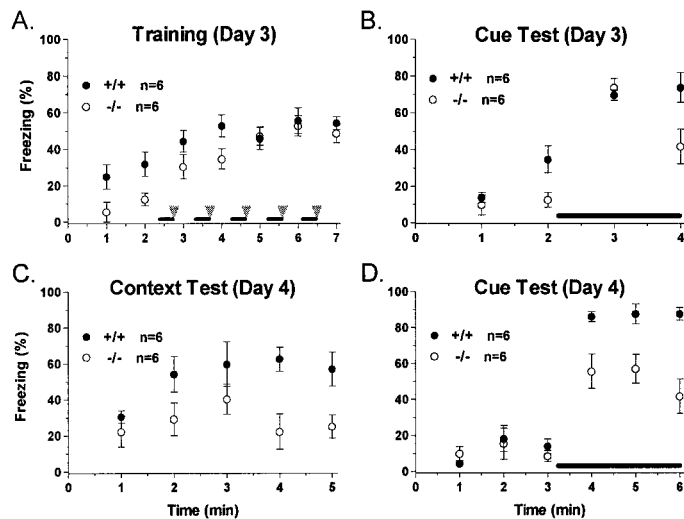 A. Training (Day 3)
100
80
60
40
20
0
Freezing (%)
+/+ n=6
-/- n=6
0 1 2 3 4 5 6 7
B. Cue Test (Day 3)
100
80
60
40
20
0
+/+ n=6
-/- n=6
0 1 2 3 4
C. Context Test (Day 4)
100
80
60
40
20
0
Freezing (%)
+/+ n=6
-/- n=6
0 1 2 3 4 5
Time (min)
D. Cue Test (Day 4)
100
80
60
40
20
0
+/+ n=6
-/- n=6
0 1 2 3 4 5 6
Time (min)